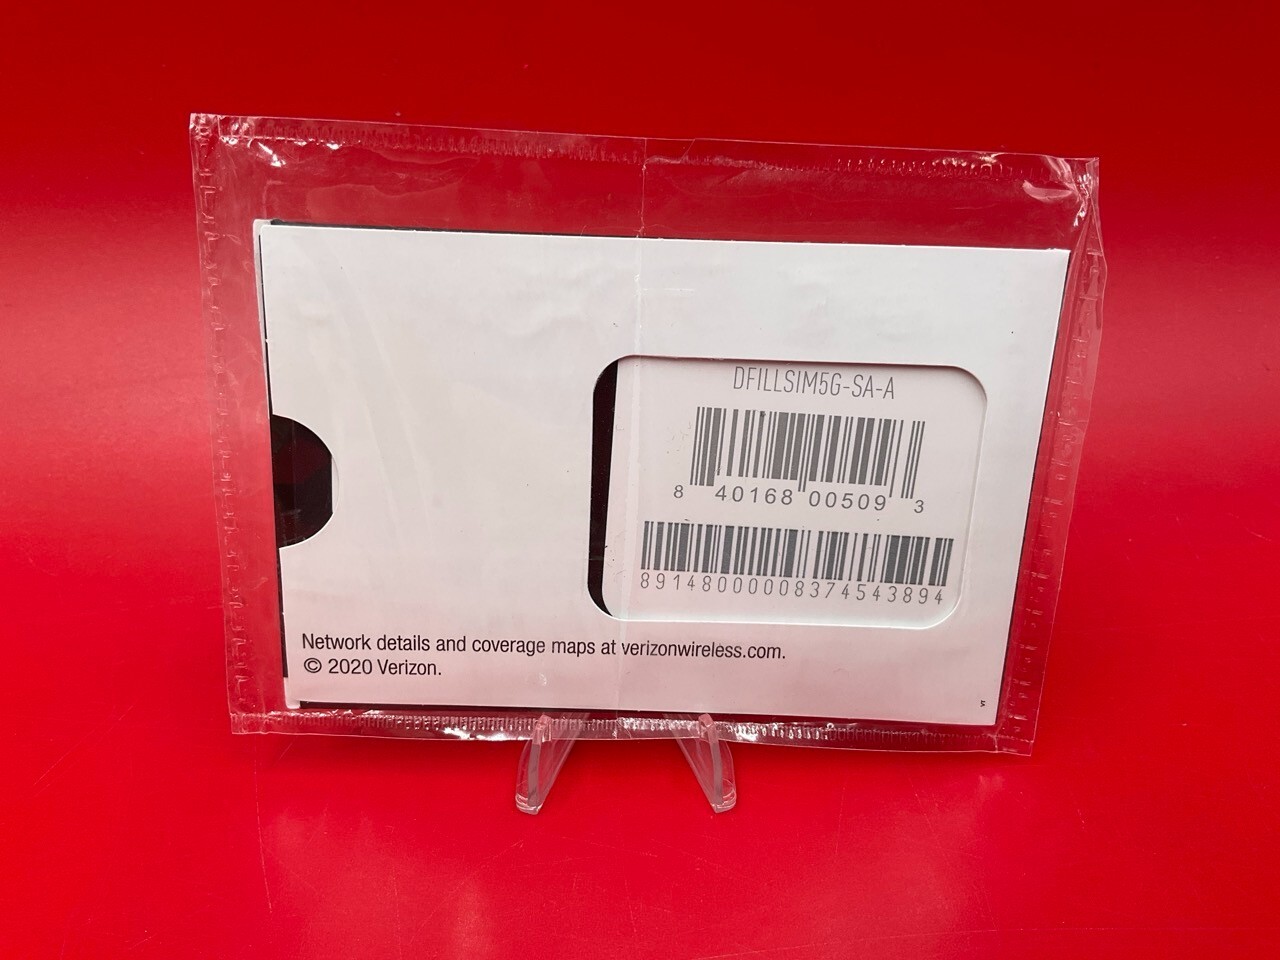 DFILLSIM5G-SA-A
8 40168 00509 3
89148000008374543894
Network details and coverage maps at verizonwireless.com.
© 2020 Verizon.